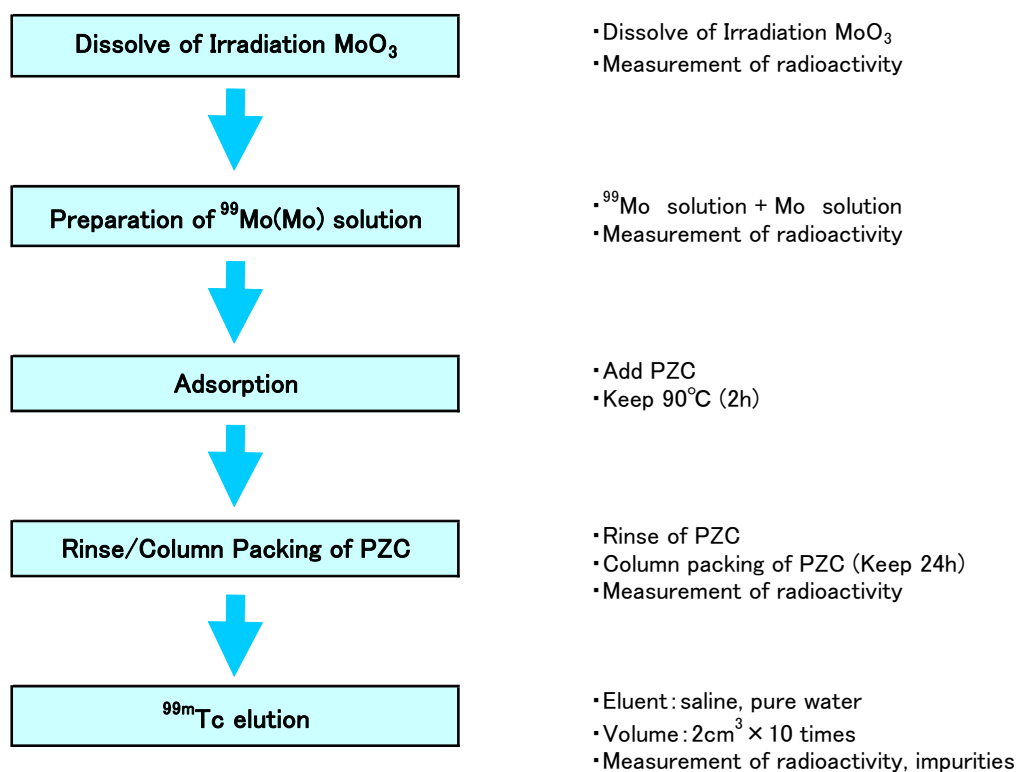 Dissolve of Irradiation MoO₃
・Dissolve of Irradiation MoO₃
・Measurement of radioactivity
Preparation of ⁹⁹Mo(Mo) solution
・⁹⁹Mo solution + Mo solution
・Measurement of radioactivity
Adsorption
・Add PZC
・Keep 90℃ (2h)
Rinse/Column Packing of PZC
・Rinse of PZC
・Column packing of PZC (Keep 24h)
・Measurement of radioactivity
⁹⁹ᵐTc elution
・Eluent:saline, pure water
・Volume:2cm³×10 times
・Measurement of radioactivity, impurities